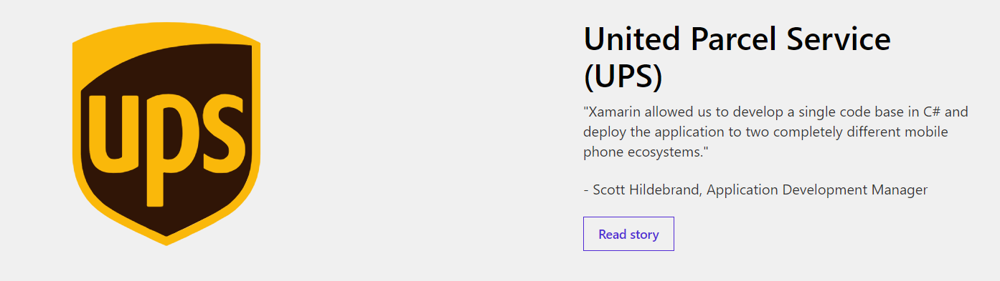 ups
United Parcel Service
(UPS)
"Xamarin allowed us to develop a single code base in C# and
deploy the application to two completely different mobile
phone ecosystems."
- Scott Hildebrand, Application Development Manager
Read story